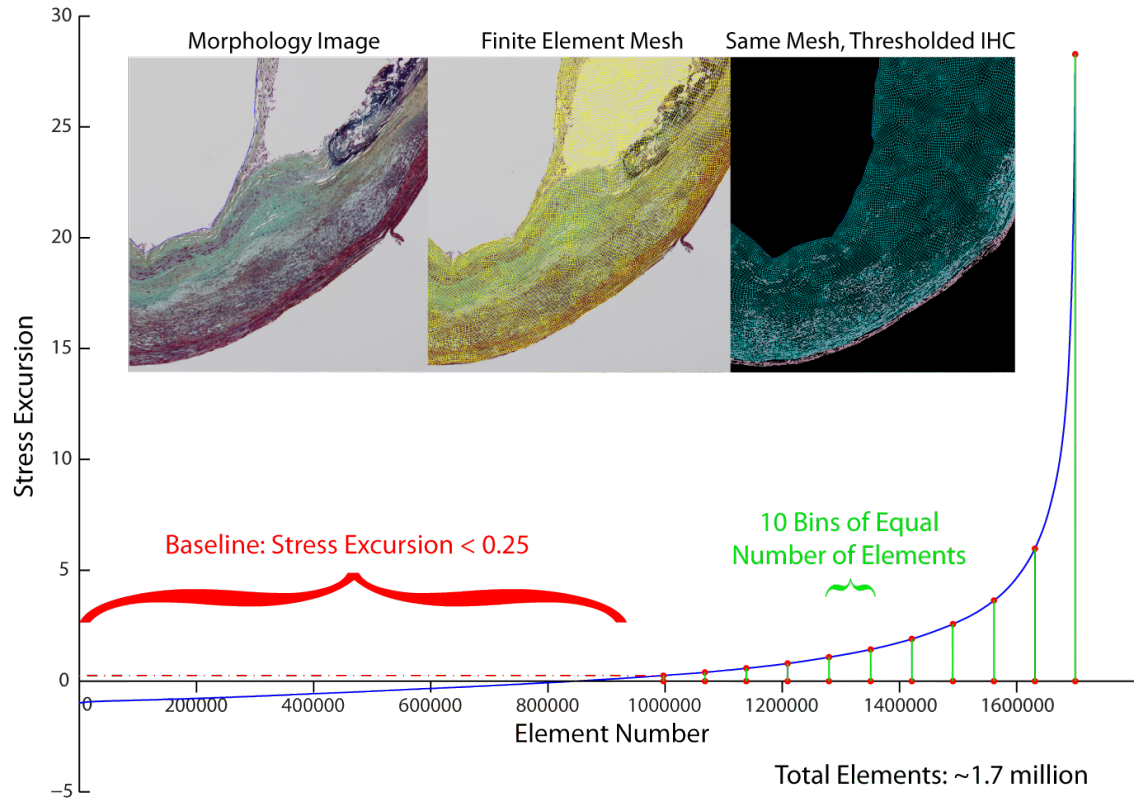 30
Morphology Image
Finite Element Mesh
Same Mesh, Thresholded IHC
25
20
15
Stress Excursion
10
10 Bins of Equal
Number of Elements
Baseline: Stress Excursion < 0.25
5
0
0 200000 400000 600000 800000 1000000 1200000 1400000 1600000
Element Number
Total Elements: ~1.7 million
−5